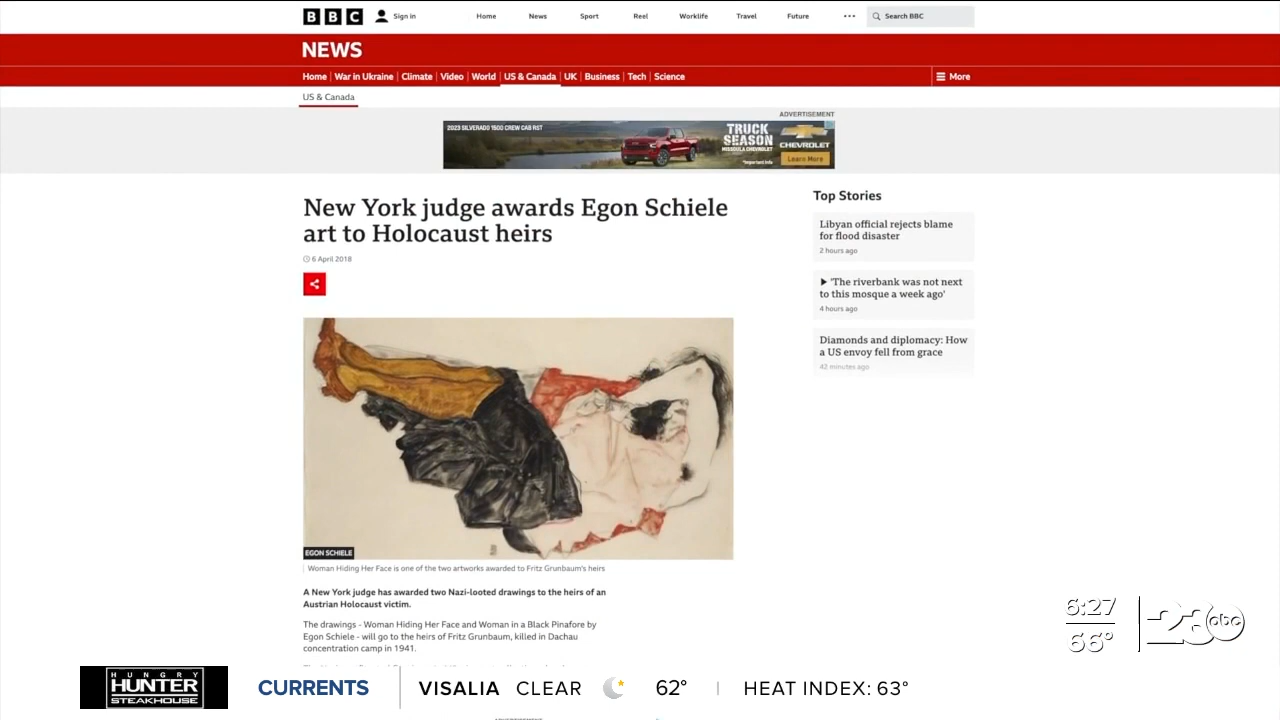 BBC
Sign in
Home
News
Sport
Reel
Worklife
Travel
Future
Search BBC
NEWS
Home
War in Ukraine
Climate
Video
World
US & Canada
UK
Business
Tech
Science
More
US & Canada
ADVERTISEMENT
2023 SILVERADO 1500 CREW CAB RST
TRUCK
SEASON
MISSOULA CHEVROLET
*Important Info
CHEVROLET
Learn More
New York judge awards Egon Schiele
art to Holocaust heirs
6 April 2018
EGON SCHIELE
Woman Hiding Her Face is one of the two artworks awarded to Fritz Grunbaum's heirs
A New York judge has awarded two Nazi-looted drawings to the heirs of an
Austrian Holocaust victim.
The drawings - Woman Hiding Her Face and Woman in a Black Pinafore by
Egon Schiele - will go to the heirs of Fritz Grunbaum, killed in Dachau
concentration camp in 1941.
Top Stories
Libyan official rejects blame
for flood disaster
2 hours ago
'The riverbank was not next
to this mosque a week ago'
4 hours ago
Diamonds and diplomacy: How
a US envoy fell from grace
42 minutes ago
6:27
66°
23 abc
HUNGRY
HUNTER
STEAKHOUSE
CURRENTS
VISALIA CLEAR 62° HEAT INDEX: 63°